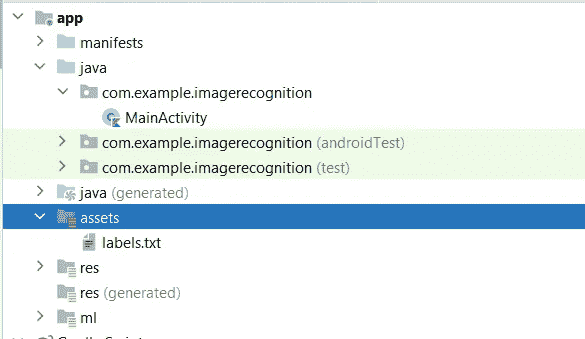 app
manifests
java
com.example.imagerecognition
MainActivity
com.example.imagerecognition (androidTest)
com.example.imagerecognition (test)
java (generated)
assets
labels.txt
res
res (generated)
ml